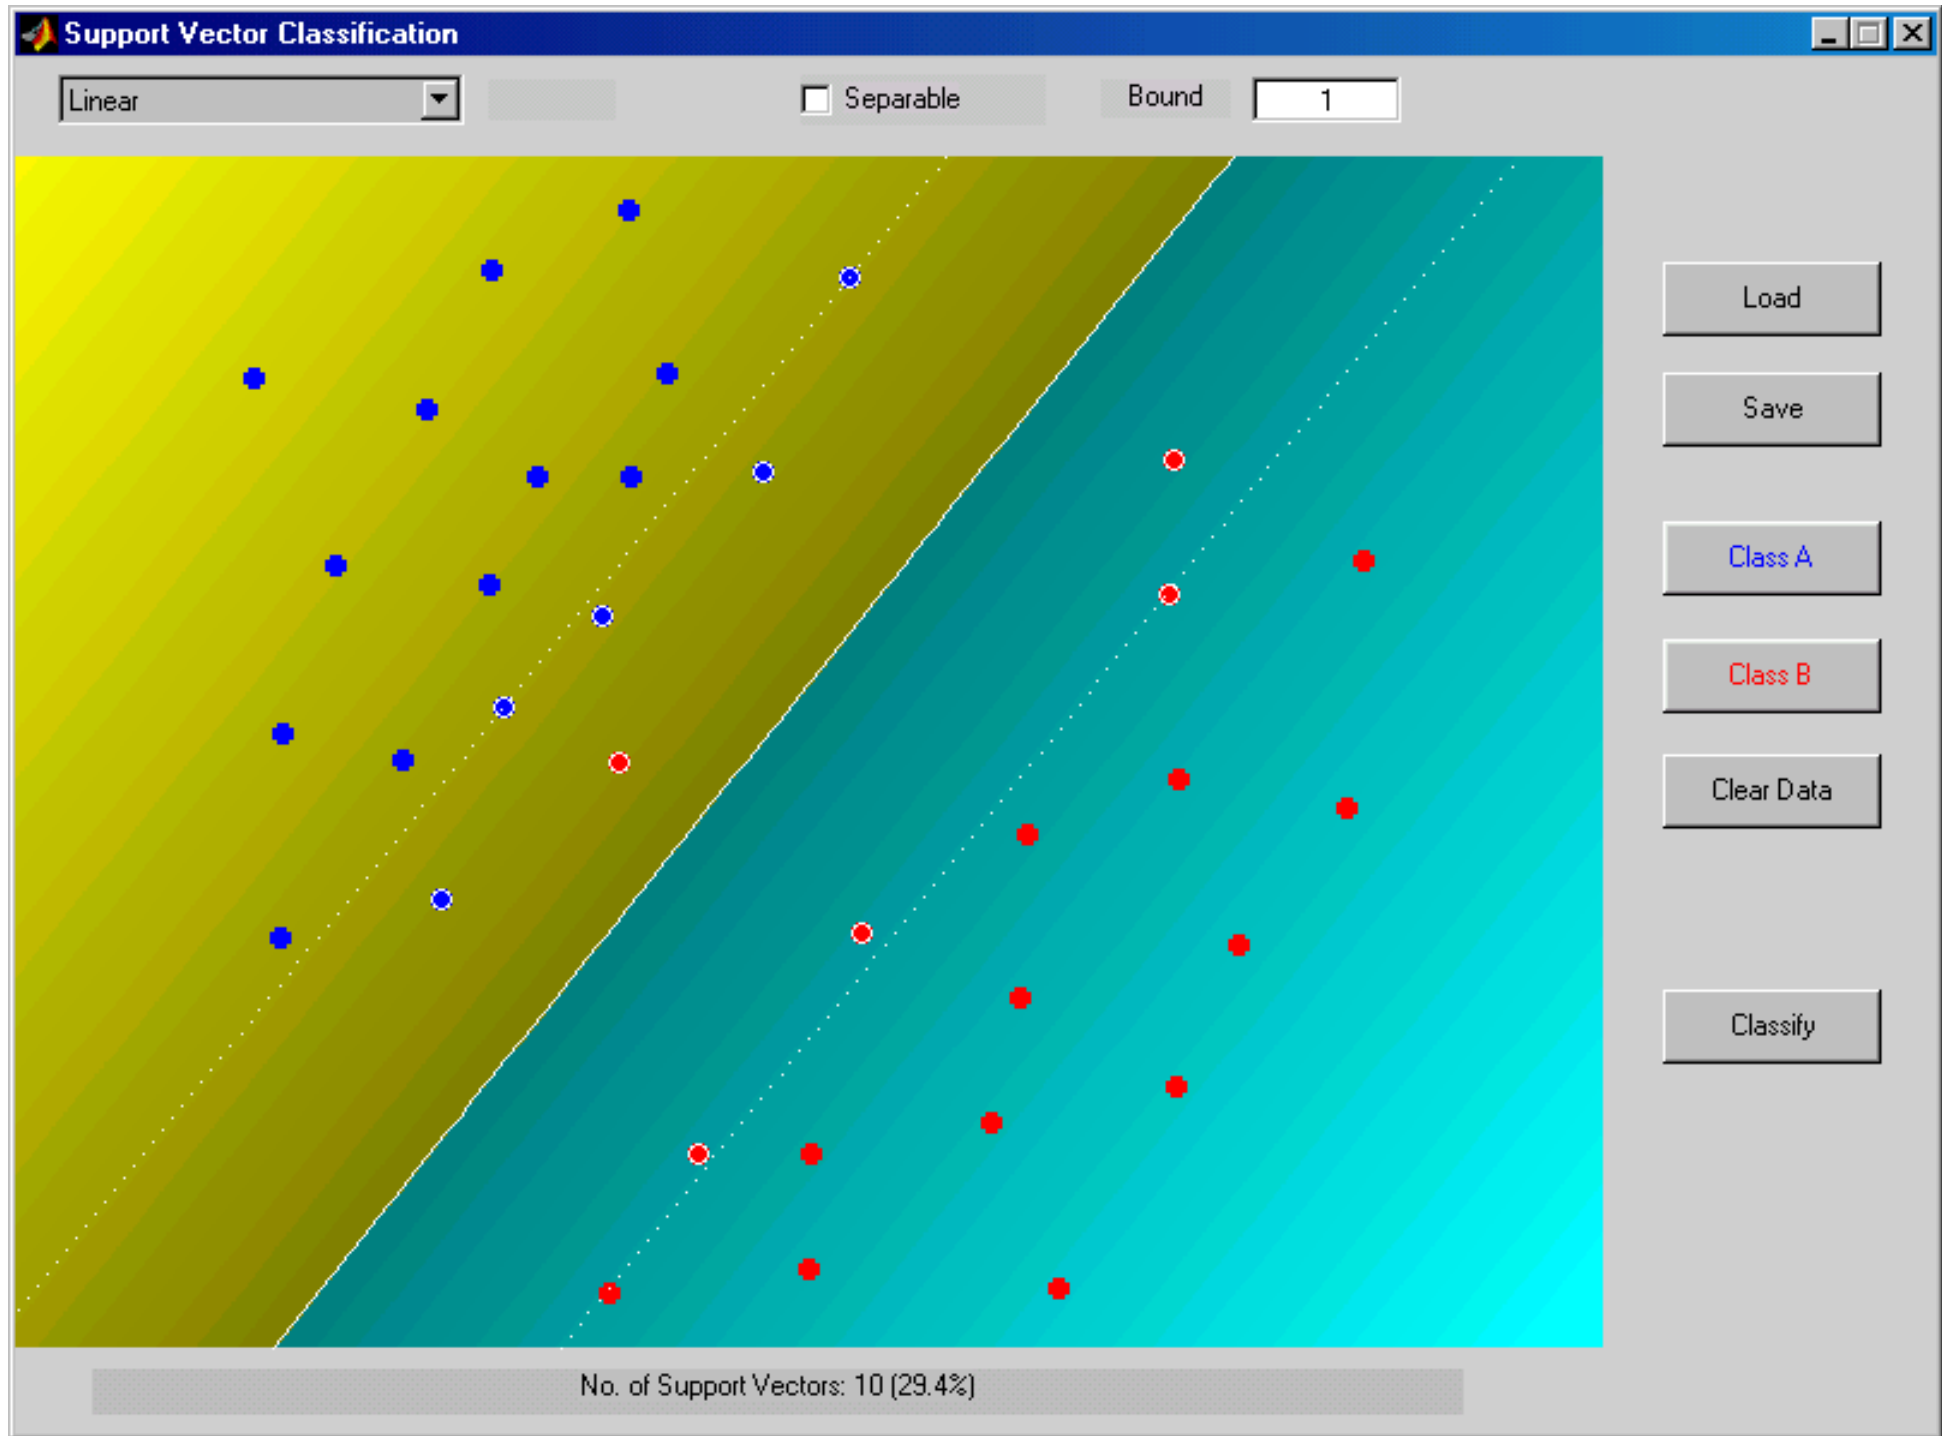 Support Vector Classification
Linear
Separable
Bound
1
Load
Save
Class A
Class B
Clear Data
Classify
No. of Support Vectors: 10 (29.4%)